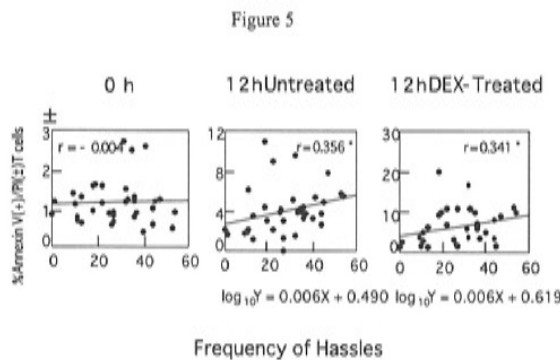 Figure 5
0 h
12hUntreated
12hDEX-Treated
%Annexin V(+)/PI(±)T cells
3
2
1
0
r = - 0.004
0 20 40 60
12
8
4
0
r=0.356 *
0 20 40 60
30
20
10
0
r=0.341 *
0 20 40 60
log10Y = 0.006X + 0.490
log10Y = 0.006X + 0.619
Frequency of Hassles